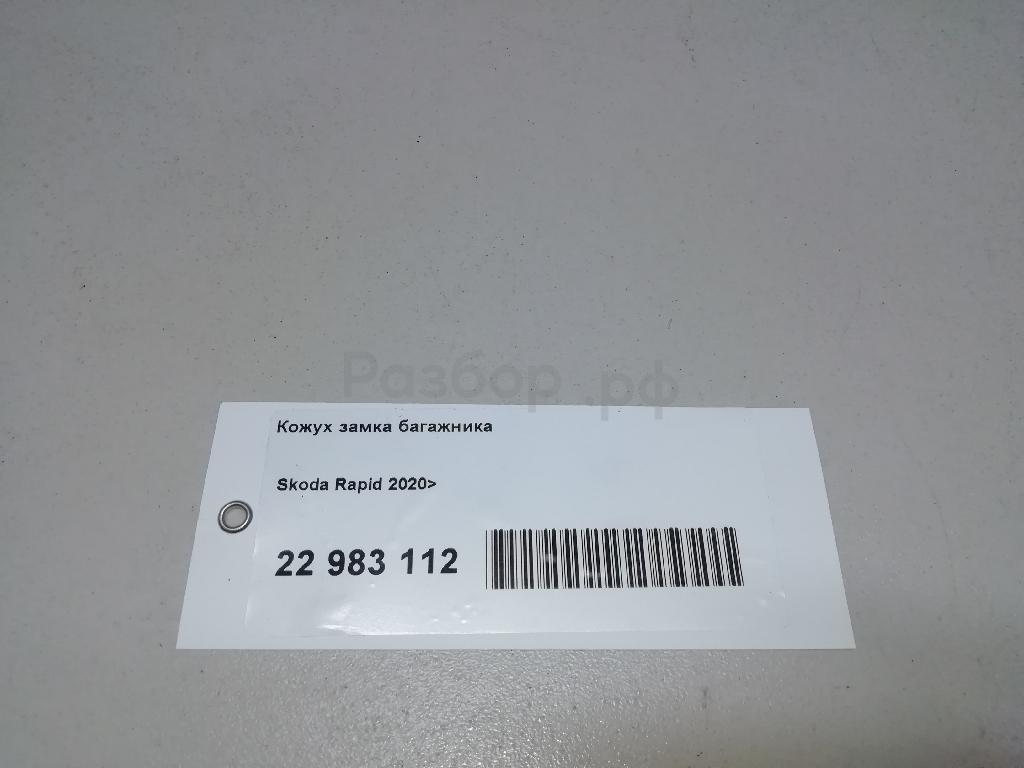 Разбор.рф
Кожух замка багажника
Skoda Rapid 2020>
22 983 112